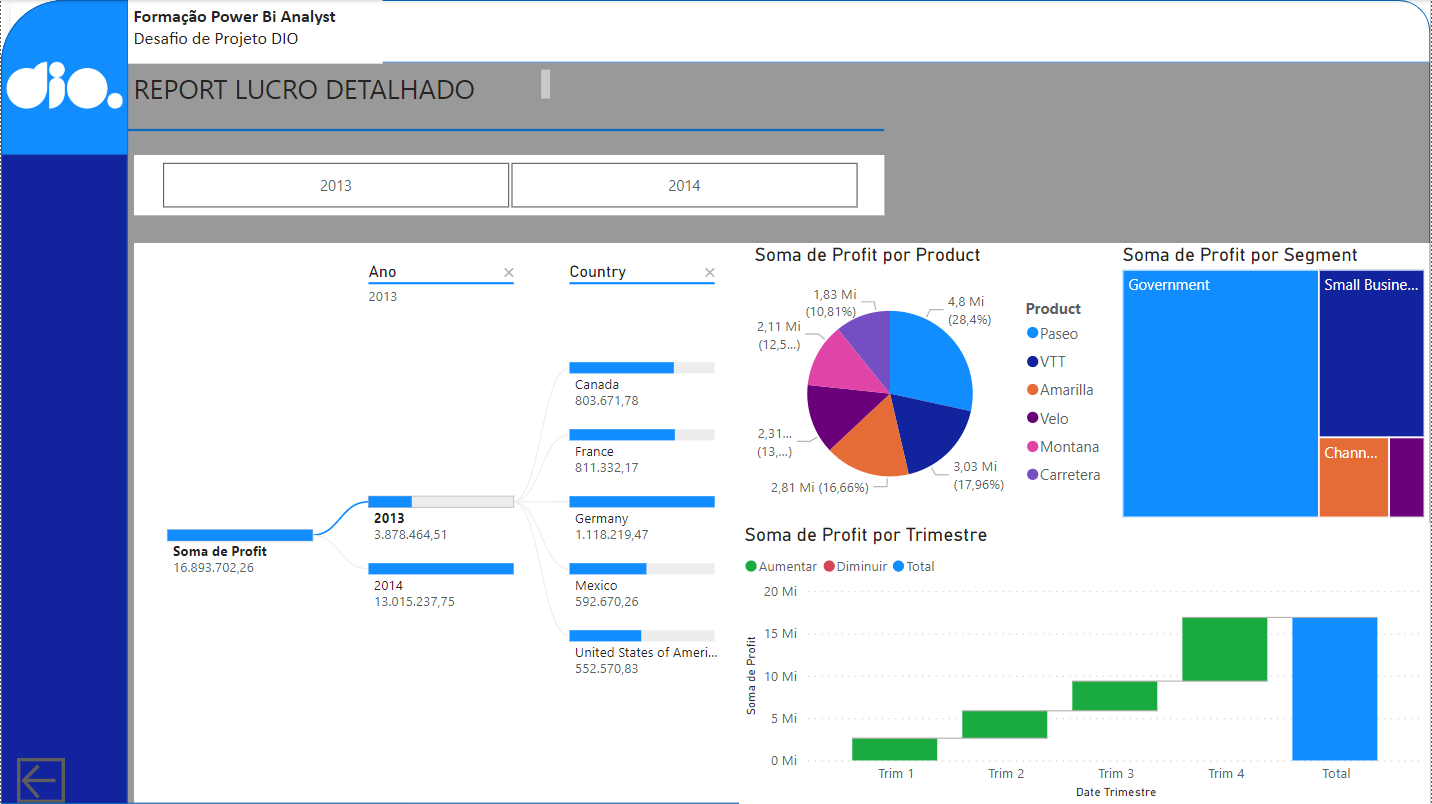 Formação Power Bi Analyst
Desafio de Projeto DIO
dio.
REPORT LUCRO DETALHADO
2013
2014
Ano
2013
Country
Soma de Profit
16.893.702,26
2013
3.878.464,51
2014
13.015.237,75
Canada
803.671,78
France
811.332,17
Germany
1.118.219,47
Mexico
592.670,26
United States of Ameri...
552.570,83
Soma de Profit por Product
4,8 Mi
(28,4%)
3,03 Mi
(17,96%)
2,81 Mi (16,66%)
2,31...
(13,...)
2,11 Mi
(12,5...)
1,83 Mi
(10,81%)
Product
Paseo
VTT
Amarilla
Velo
Montana
Carretera
Soma de Profit por Segment
Government
Small Busine...
Chann...
Soma de Profit por Trimestre
Aumentar
Diminuir
Total
Soma de Profit
20 Mi
15 Mi
10 Mi
5 Mi
0 Mi
Trim 1
Trim 2
Trim 3
Trim 4
Total
Date Trimestre